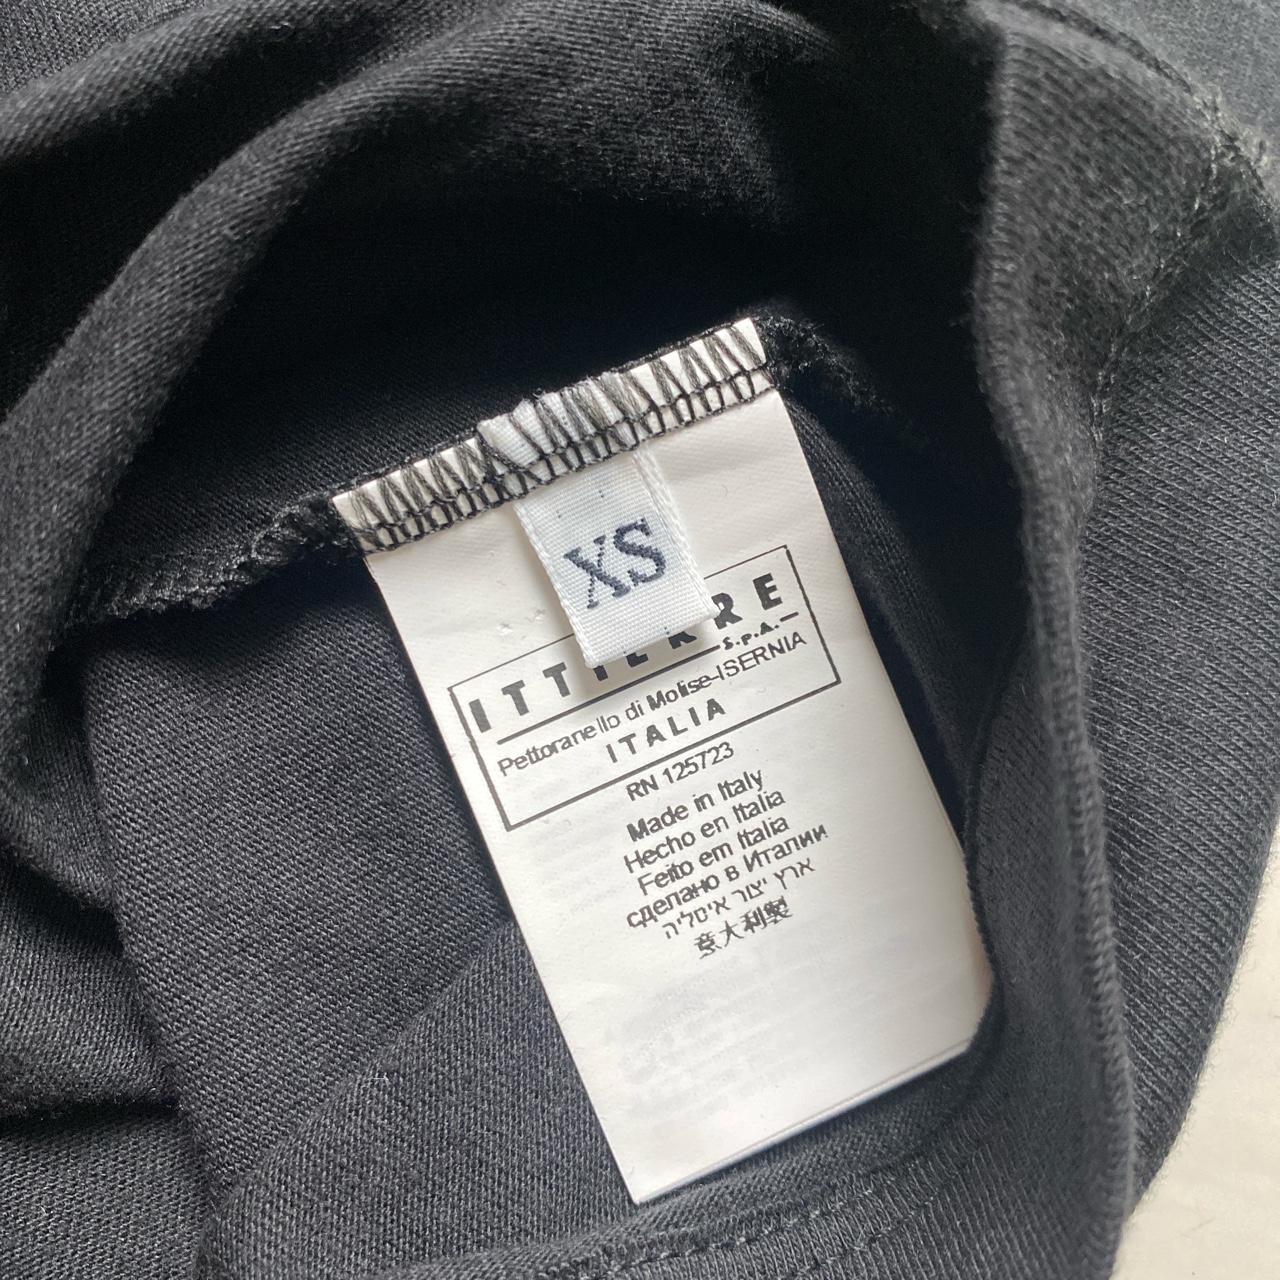 XS
ITTIERRE
S.p.A.
Pettoranello di Molise-ISERNIA
ITALIA
RN 125723
Made in Italy
Hecho en Italia
Feito em Italia
сделано в Италии
ארץ יצור איטליה
意大利製